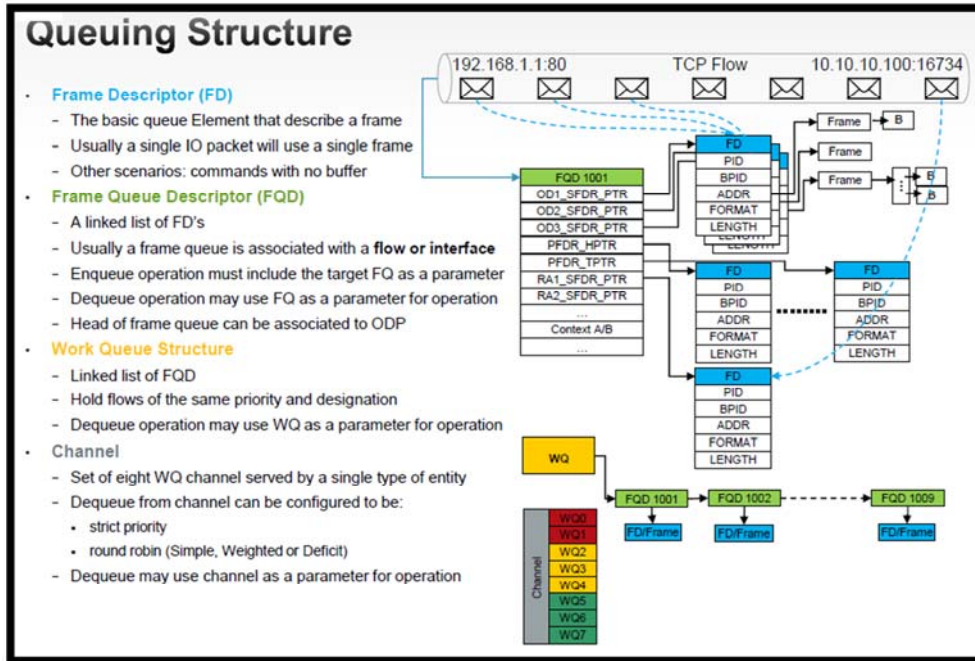 Queuing Structure
Frame Descriptor (FD)
The basic queue Element that describe a frame
Usually a single IO packet will use a single frame
Other scenarios: commands with no buffer
Frame Queue Descriptor (FQD)
A linked list of FD's
Usually a frame queue is associated with a flow or interface
Enqueue operation must include the target FQ as a parameter
Dequeue operation may use FQ as a parameter for operation
Head of frame queue can be associated to ODP
Work Queue Structure
Linked list of FQD
Hold flows of the same priority and designation
Dequeue operation may use WQ as a parameter for operation
Channel
Set of eight WQ channel served by a single type of entity
Dequeue from channel can be configured to be:
strict priority
round robin (Simple, Weighted or Deficit)
Dequeue may use channel as a parameter for operation
192.168.1.1:80 TCP Flow 10.10.10.100:16734
FQD 1001
OD1_SFDR_PTR
OD2_SFDR_PTR
OD3_SFDR_PTR
PFDR_HPTR
PFDR_TPTR
RA1_SFDR_PTR
RA2_SFDR_PTR
...
Context A/B
...
FD
PID
BPID
ADDR
FORMAT
LENGTH
LENGTH
LENGTH
Frame B
Frame
Frame B
B
FD
PID
BPID
ADDR
FORMAT
LENGTH
FD
PID
BPID
ADDR
FORMAT
LENGTH
FD
PID
BPID
ADDR
FORMAT
LENGTH
WQ
FQD 1001 FQD 1002 FQD 1009
FD/Frame FD/Frame FD/Frame
Channel
WQ0
WQ1
WQ2
WQ3
WQ4
WQ5
WQ6
WQ7